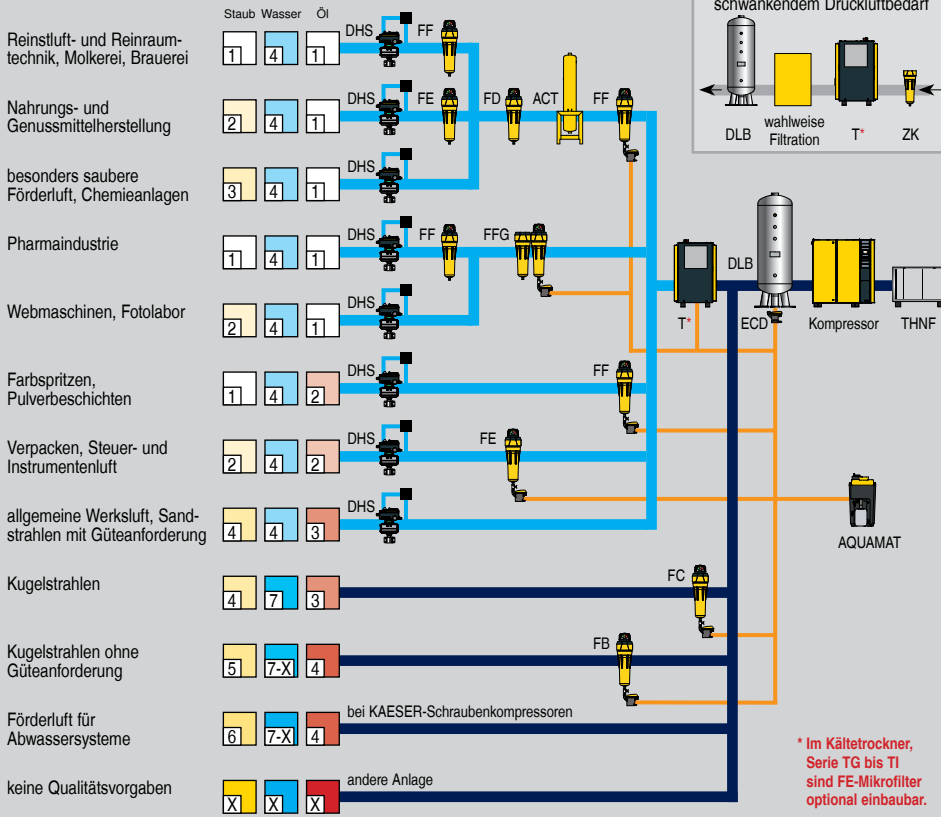 schwankendem Druckluftbedarf
DLB
wahlweise
Filtration
T*
ZK
Staub Wasser Öl
Reinstluft- und Reinraum-
technik, Molkerei, Brauerei
1 4 1
DHS FF
Nahrungs- und
Genussmittelherstellung
2 4 1
DHS FE FD ACT FF
besonders saubere
Förderluft, Chemieanlagen
3 4 1
DHS
Pharmaindustrie
1 4 1
DHS FF FFG
Webmaschinen, Fotolabor
2 4 1
DHS
T* DLB ECD Kompressor THNF
Farbspritzen,
Pulverbeschichten
1 4 2
DHS FF
Verpacken, Steuer- und
Instrumentenluft
2 4 2
DHS FE
allgemeine Werksluft, Sand-
strahlen mit Güteanforderung
4 4 3
DHS
AQUAMAT
Kugelstrahlen
4 7 3
FC
Kugelstrahlen ohne
Güteanforderung
5 7-X 4
FB
Förderluft für
Abwassersysteme
6 7-X 4
bei KAESER-Schraubenkompressoren
keine Qualitätsvorgaben
X X X
andere Anlage
* Im Kältetrockner,
Serie TG bis TI
sind FE-Mikrofilter
optional einbaubar.